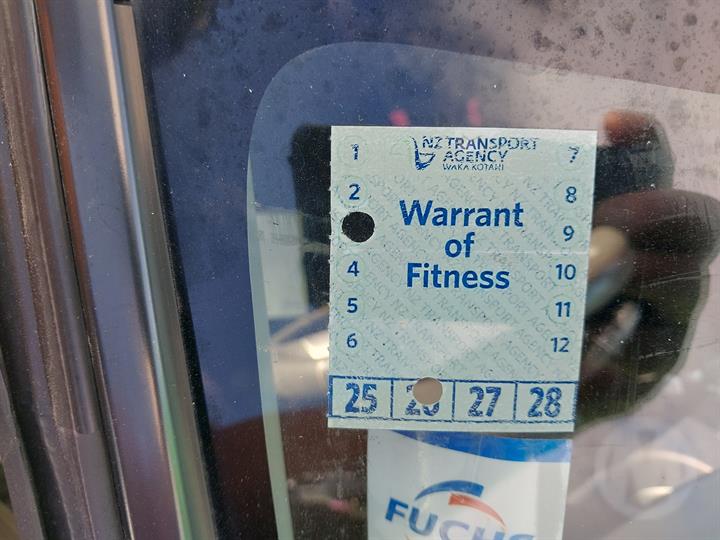 NZ TRANSPORT
AGENCY
WAKA KOTAHI
1
2
4
5
6
7
8
9
10
11
12
Warrant
of
Fitness
25 26 27 28
FUCHS